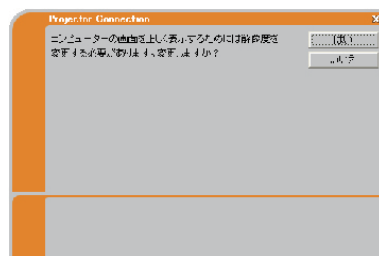 Projector Connection
コンピューターの画面を正しく表示するためには解像度を
変更する必要があります。変更しますか？
はい
いいえ